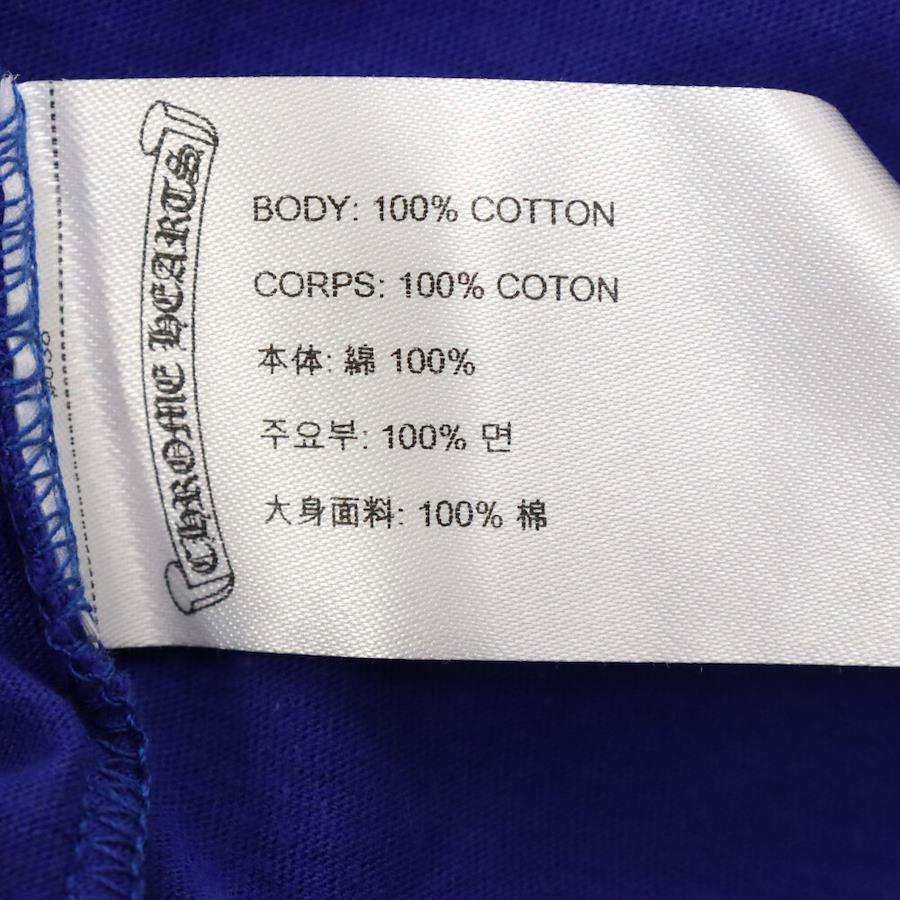 CHROME HEARTS
BODY: 100% COTTON
CORPS: 100% COTON
本体: 綿 100%
주요부: 100% 면
大身面料: 100% 棉